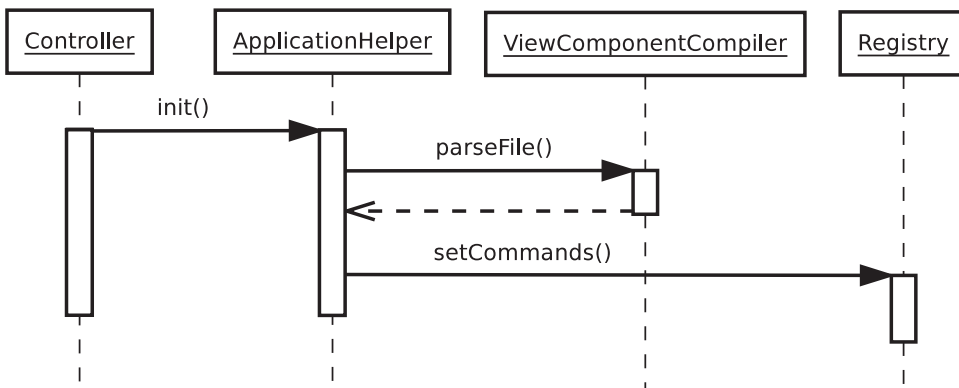 Controller
ApplicationHelper
ViewComponentCompiler
Registry
init()
parseFile()
setCommands()